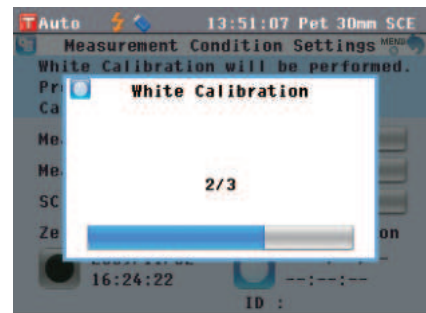 Auto 13:51:07 Pet 30mm SCE
Measurement Condition Settings MENU
White Calibration will be performed.
Pr
Ca
White Calibration
Me
Me
2/3
SC
Ze on
16:24:22 --:--:--
ID :